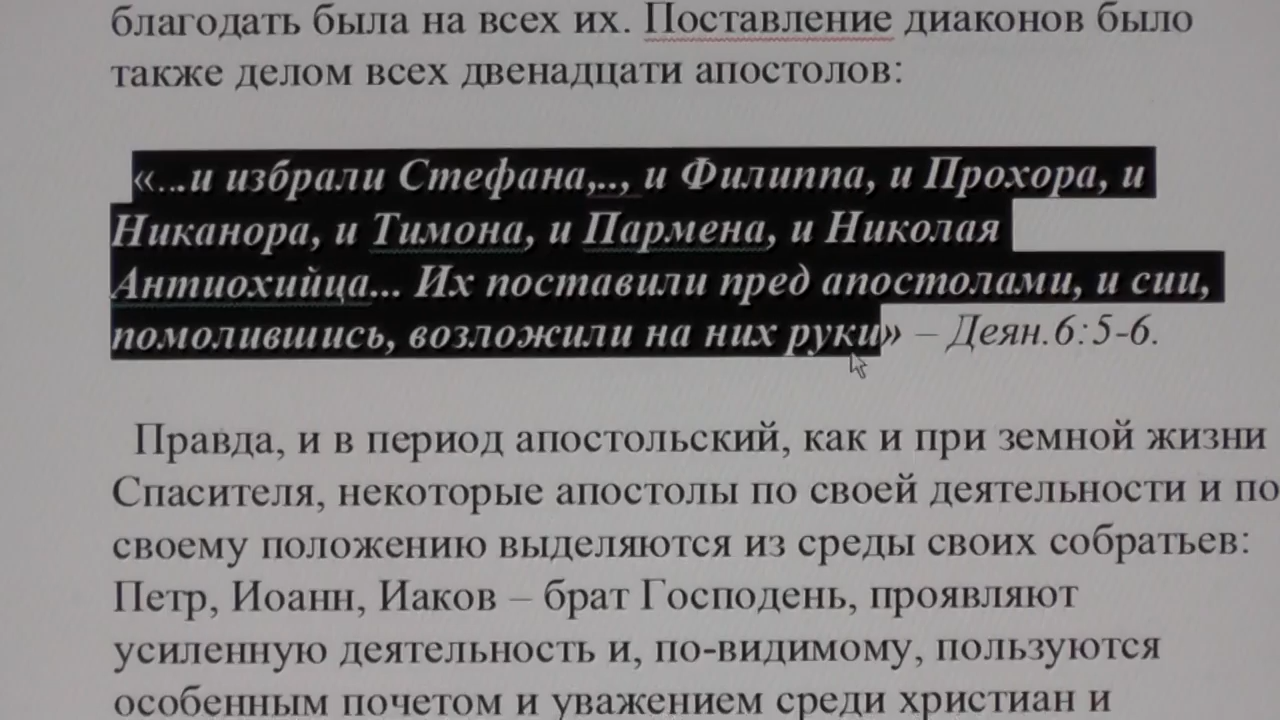 благодать была на всех их. Поставление диаконов было
также делом всех двенадцати апостолов:
«...и избрали Стефана,.., и Филиппа, и Прохора, и
Никанора, и Тимона, и Пармена, и Николая
Антиохийца... Их поставили пред апостолами, и сии,
помолившись, возложили на них руки» – Деян.6:5-6.
Правда, и в период апостольский, как и при земной жизни
Спасителя, некоторые апостолы по своей деятельности и по
своему положению выделяются из среды своих собратьев:
Петр, Иоанн, Иаков – брат Господень, проявляют
усиленную деятельность и, по-видимому, пользуются
особенным почетом и уважением среди христиан и